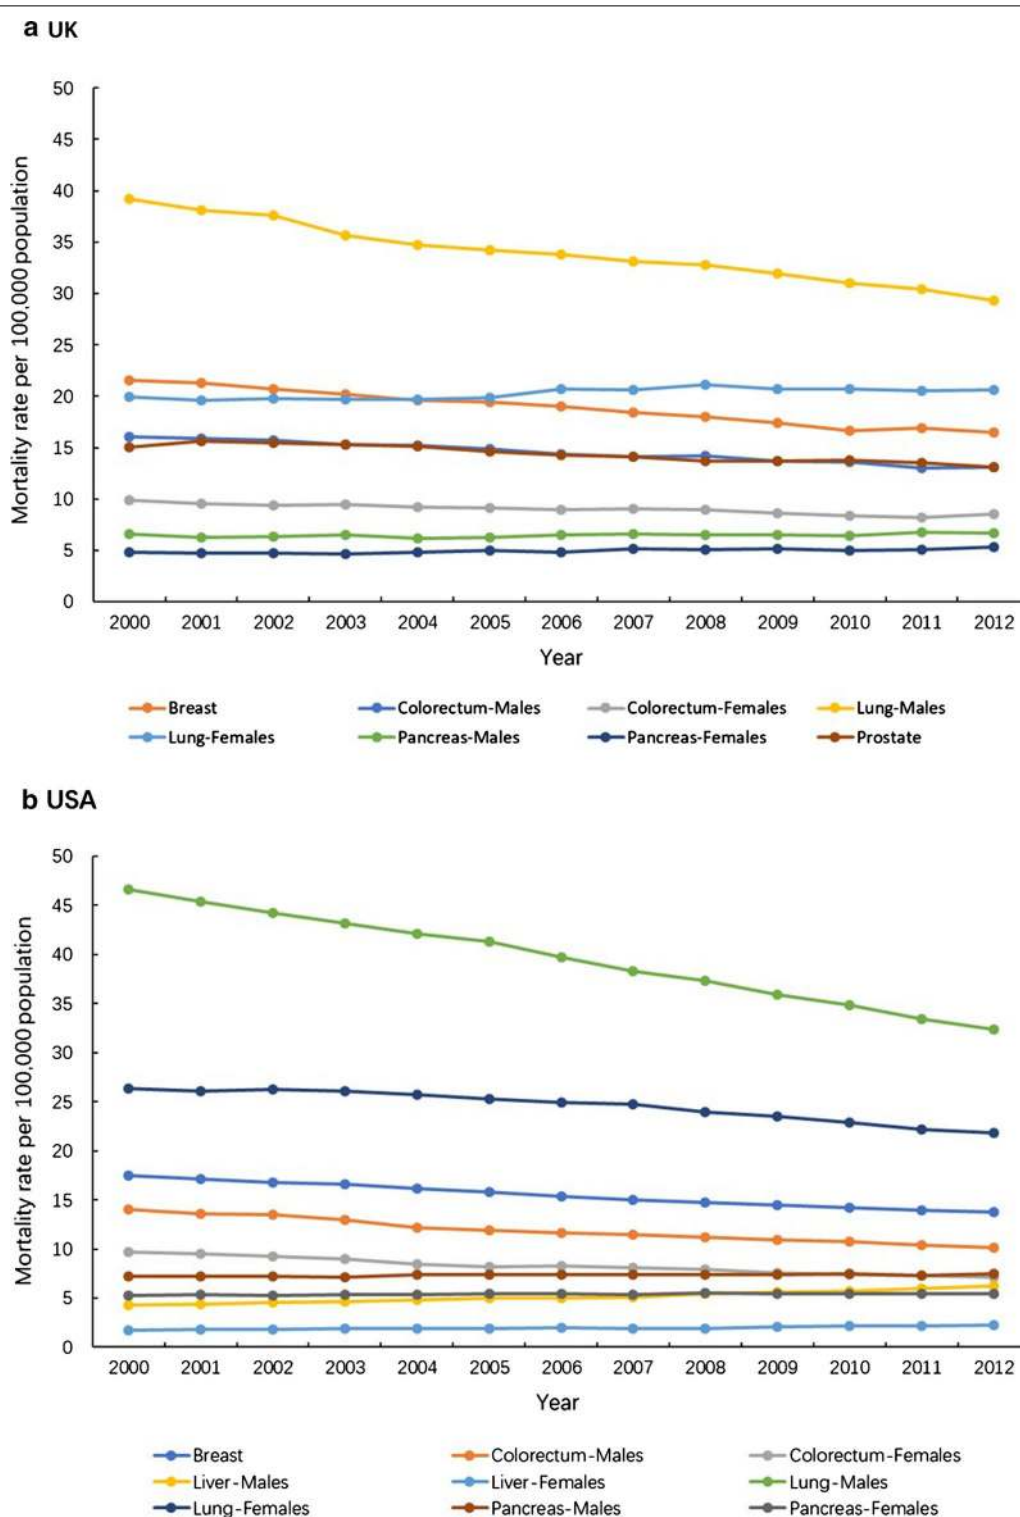 a UK
50
45
40
35
30
25
20
15
10
5
0
Mortality rate per 100,000 population
2000 2001 2002 2003 2004 2005 2006 2007 2008 2009 2010 2011 2012
Year
Breast Colorectum-Males Colorectum-Females Lung-Males
Lung-Females Pancreas-Males Pancreas-Females Prostate
b USA
50
45
40
35
30
25
20
15
10
5
0
Mortality rate per 100,000 population
2000 2001 2002 2003 2004 2005 2006 2007 2008 2009 2010 2011 2012
Year
Breast Colorectum-Males Colorectum-Females
Liver-Males Liver-Females Lung-Males
Lung-Females Pancreas-Males Pancreas-Females